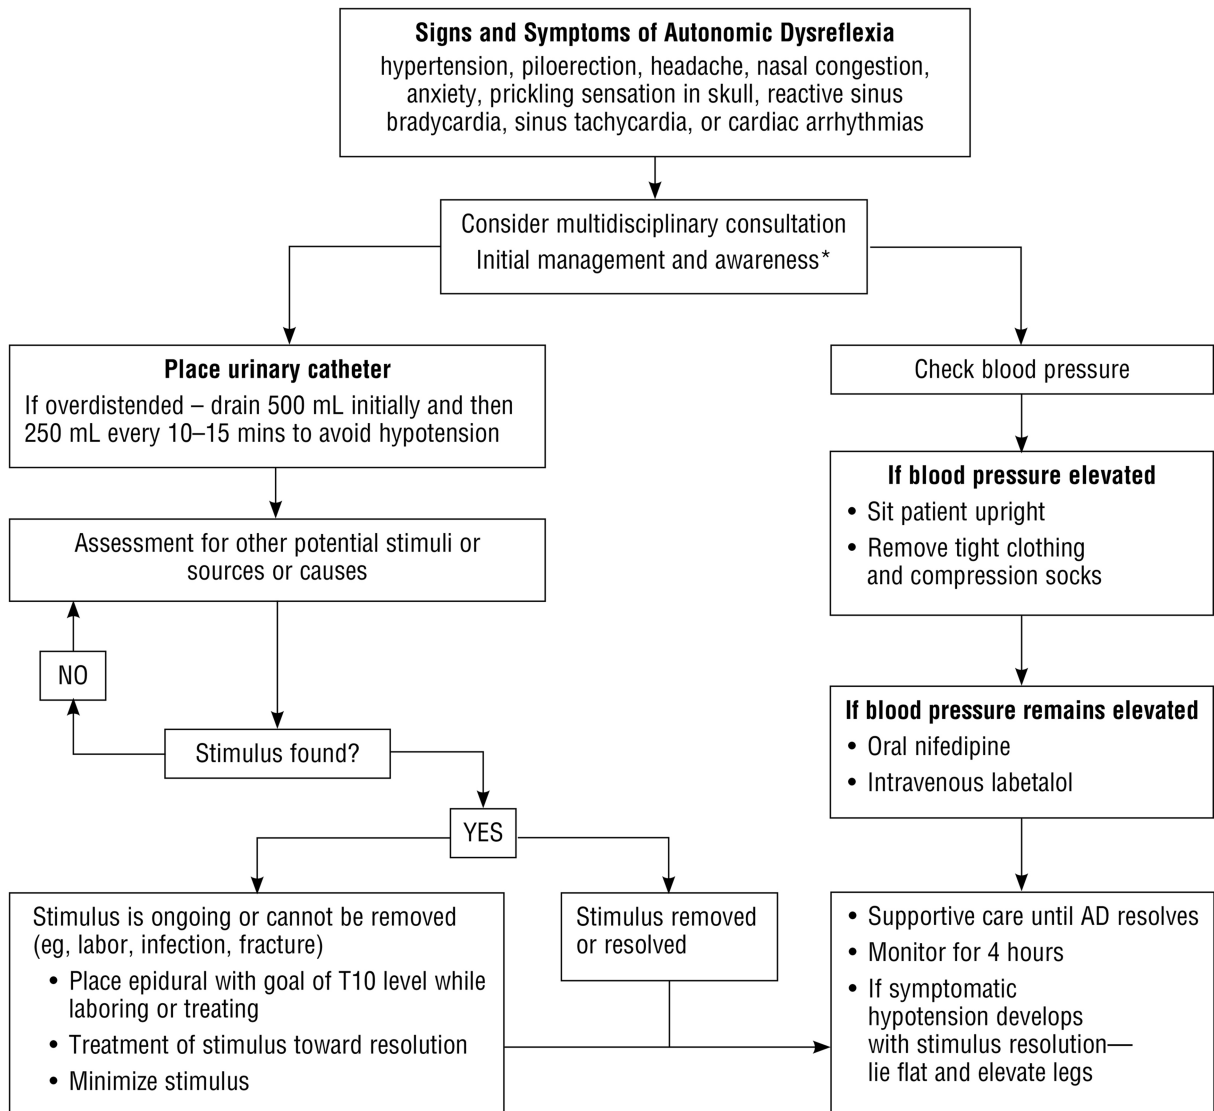 Signs and Symptoms of Autonomic Dysreflexia
hypertension, piloerection, headache, nasal congestion,
anxiety, prickling sensation in skull, reactive sinus
bradycardia, sinus tachycardia, or cardiac arrhythmias
Consider multidisciplinary consultation
Initial management and awareness*
Place urinary catheter
If overdistended – drain 500 mL initially and then
250 mL every 10–15 mins to avoid hypotension
Assessment for other potential stimuli or
sources or causes
NO
Stimulus found?
YES
Stimulus is ongoing or cannot be removed
(eg, labor, infection, fracture)
• Place epidural with goal of T10 level while
laboring or treating
• Treatment of stimulus toward resolution
• Minimize stimulus
Stimulus removed
or resolved
Check blood pressure
If blood pressure elevated
• Sit patient upright
• Remove tight clothing
and compression socks
If blood pressure remains elevated
• Oral nifedipine
• Intravenous labetalol
• Supportive care until AD resolves
• Monitor for 4 hours
• If symptomatic
hypotension develops
with stimulus resolution—
lie flat and elevate legs